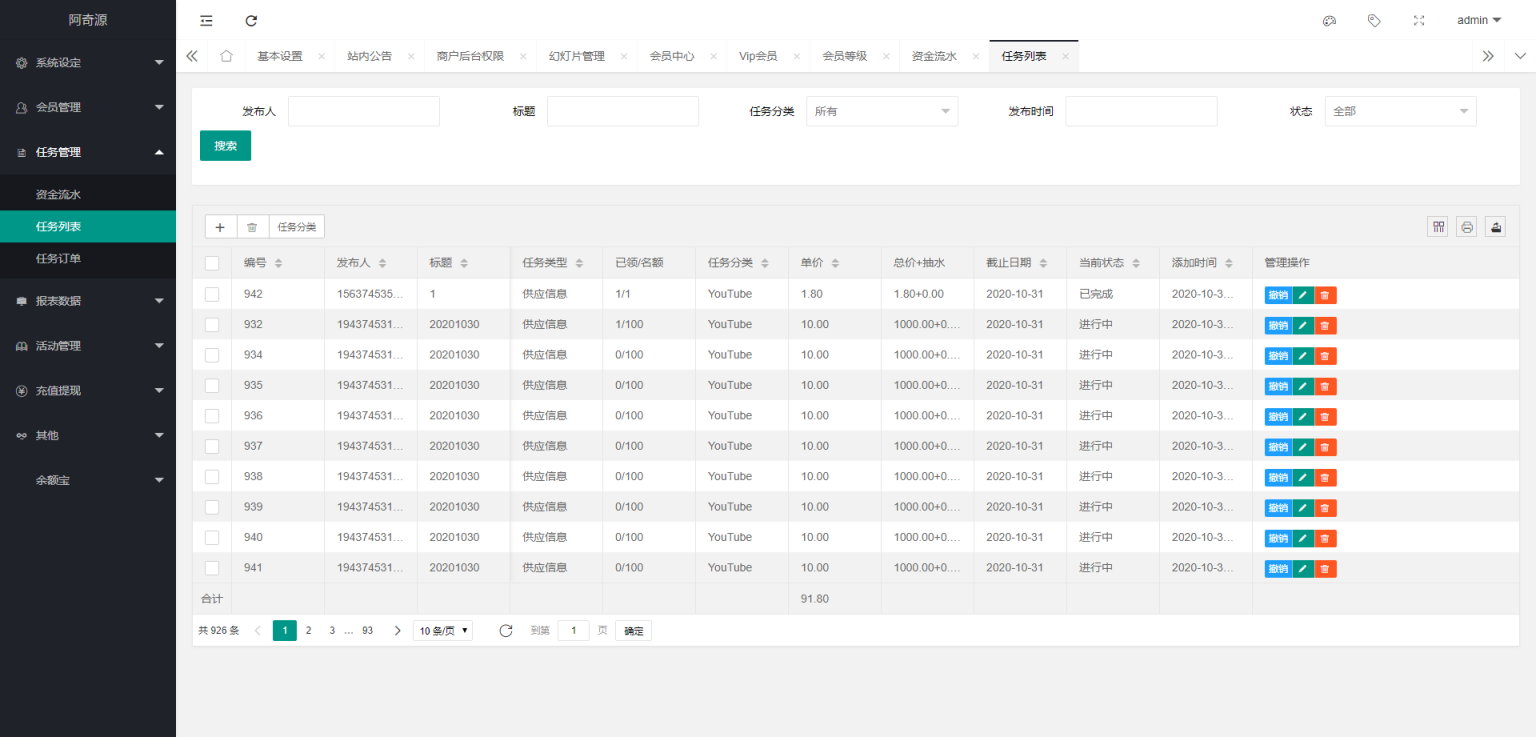 阿奇源
系统设定
会员管理
任务管理
资金流水
任务列表
任务订单
报表数据
活动管理
充值提现
其他
余额宝
admin
基本设置 站内公告 商户后台权限 幻灯片管理 会员中心 Vip会员 会员等级 资金流水 任务列表
发布人 标题 任务分类 所有 发布时间 状态 全部
搜索
任务分类
编号 发布人 标题 任务类型 已领/名额 任务分类 单价 总价+抽水 截止日期 当前状态 添加时间 管理操作
942 156374535... 1 供应信息 1/1 YouTube 1.80 1.80+0.00 2020-10-31 已完成 2020-10-3... 撤销
932 194374531... 20201030 供应信息 1/100 YouTube 10.00 1000.00+0.... 2020-10-31 进行中 2020-10-3... 撤销
934 194374531... 20201030 供应信息 0/100 YouTube 10.00 1000.00+0.... 2020-10-31 进行中 2020-10-3... 撤销
935 194374531... 20201030 供应信息 0/100 YouTube 10.00 1000.00+0.... 2020-10-31 进行中 2020-10-3... 撤销
936 194374531... 20201030 供应信息 0/100 YouTube 10.00 1000.00+0.... 2020-10-31 进行中 2020-10-3... 撤销
937 194374531... 20201030 供应信息 0/100 YouTube 10.00 1000.00+0.... 2020-10-31 进行中 2020-10-3... 撤销
938 194374531... 20201030 供应信息 0/100 YouTube 10.00 1000.00+0.... 2020-10-31 进行中 2020-10-3... 撤销
939 194374531... 20201030 供应信息 0/100 YouTube 10.00 1000.00+0.... 2020-10-31 进行中 2020-10-3... 撤销
940 194374531... 20201030 供应信息 0/100 YouTube 10.00 1000.00+0.... 2020-10-31 进行中 2020-10-3... 撤销
941 194374531... 20201030 供应信息 0/100 YouTube 10.00 1000.00+0.... 2020-10-31 进行中 2020-10-3... 撤销
合计 91.80
共 926 条 1 2 3 … 93 10 条/页 到第 1 页 确定